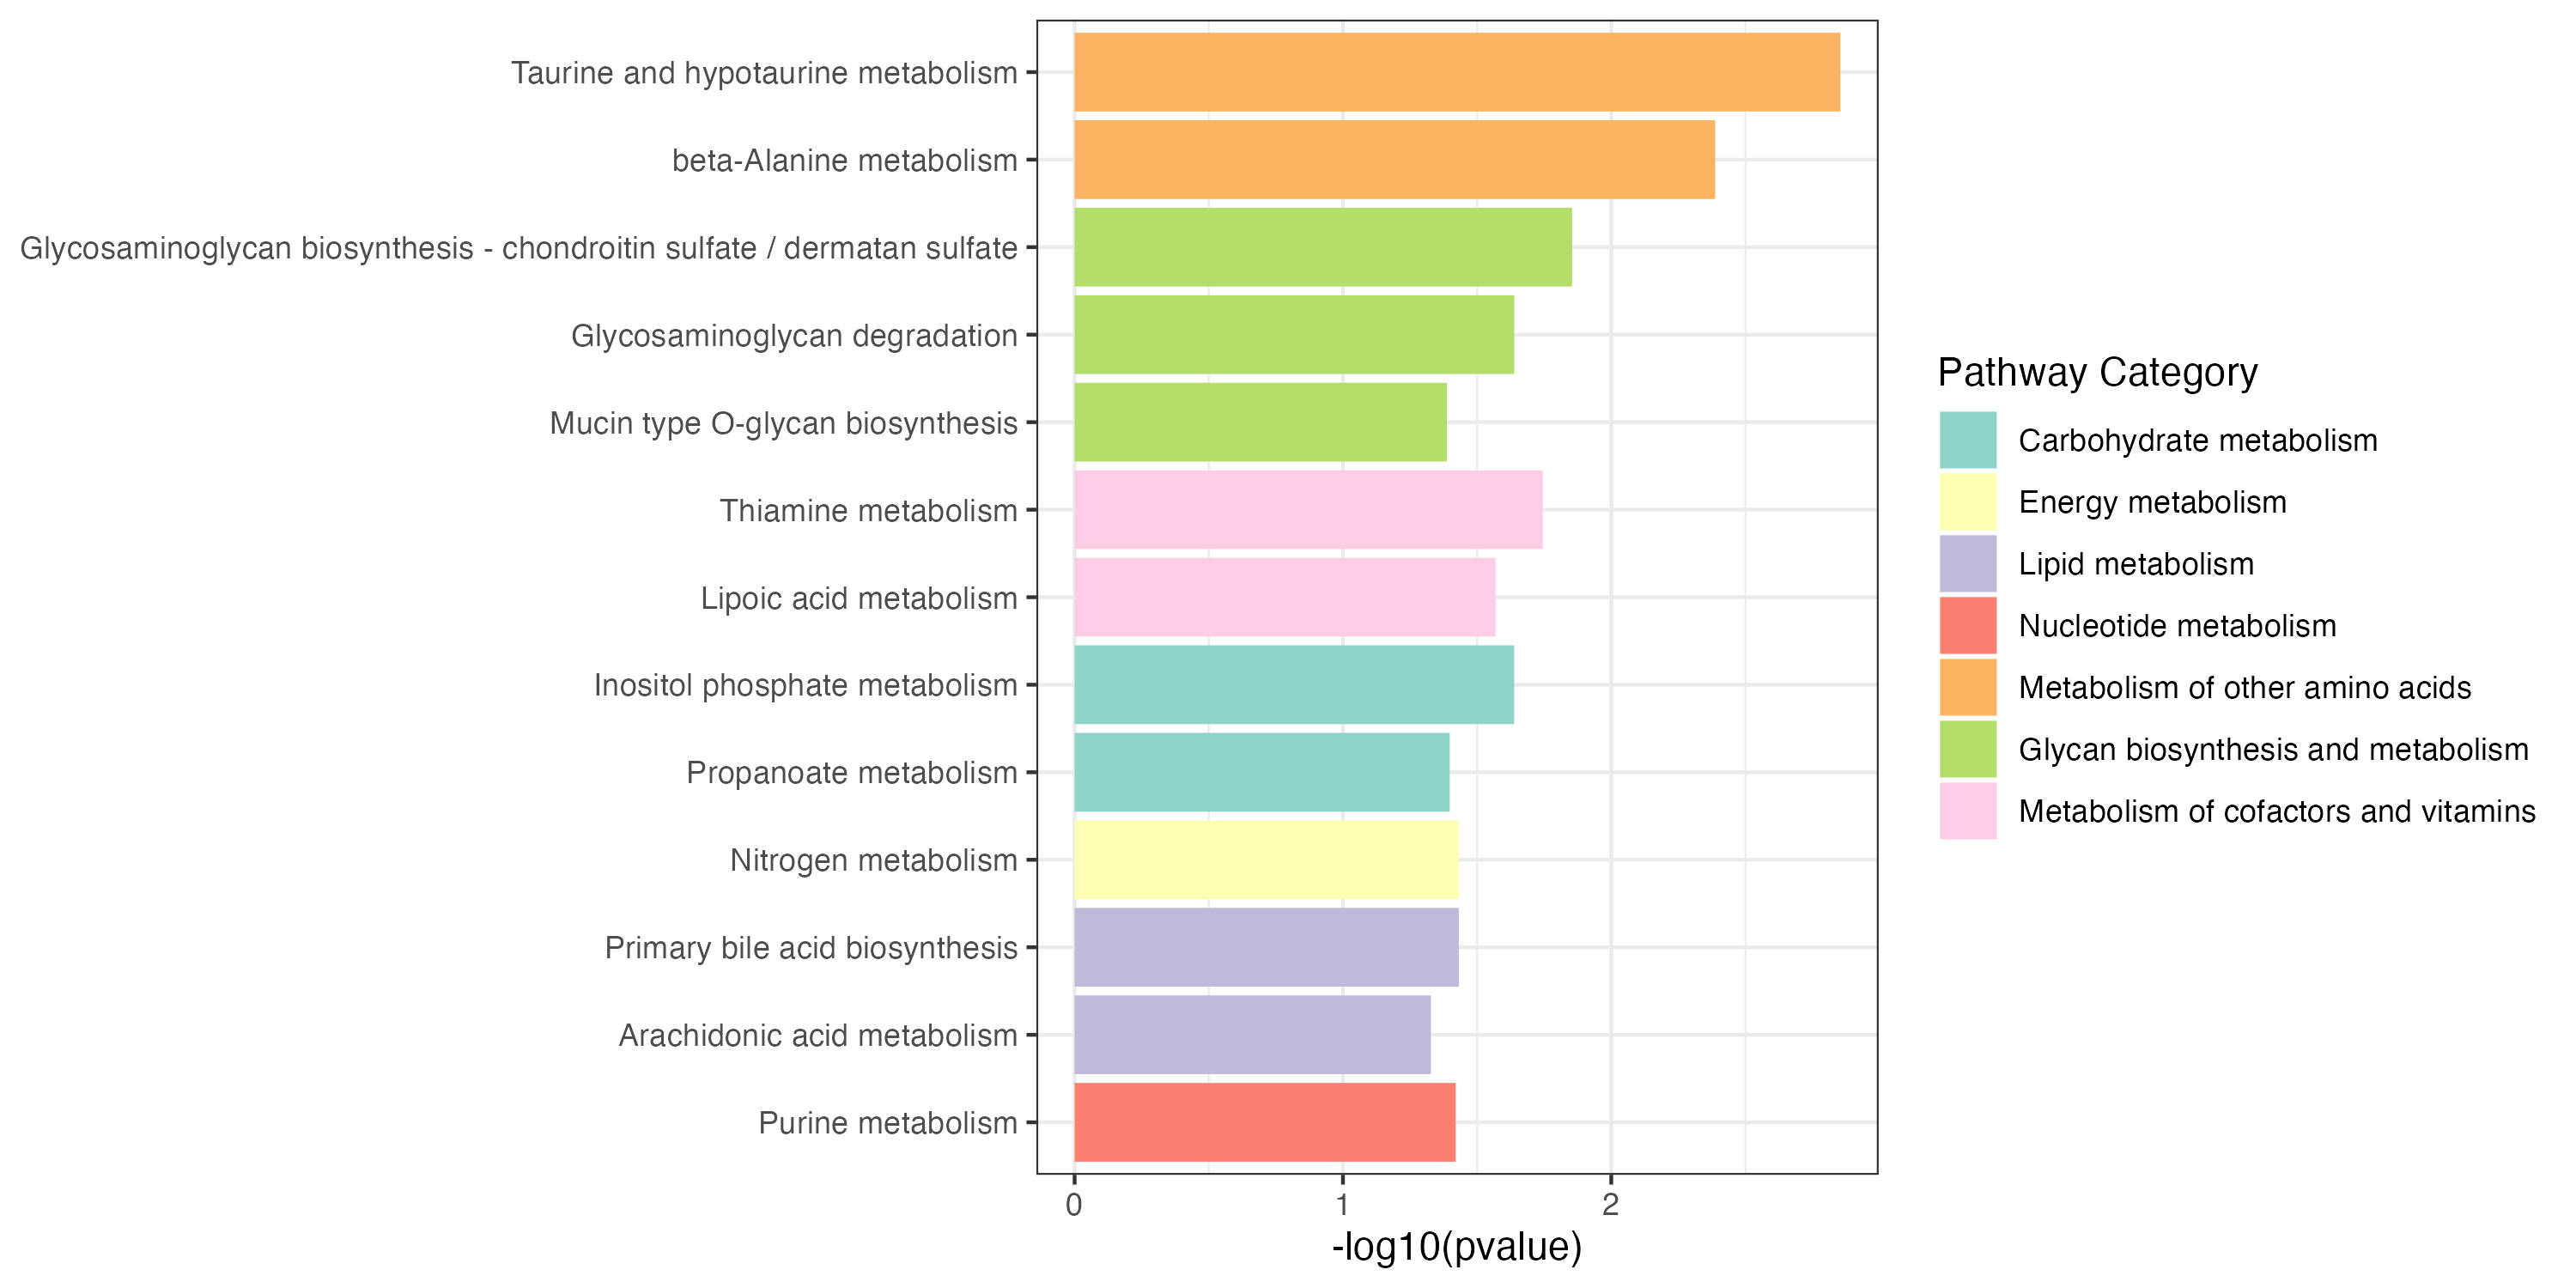 Taurine and hypotaurine metabolism
beta-Alanine metabolism
Glycosaminoglycan biosynthesis - chondroitin sulfate / dermatan sulfate
Glycosaminoglycan degradation
Mucin type O-glycan biosynthesis
Thiamine metabolism
Lipoic acid metabolism
Inositol phosphate metabolism
Propanoate metabolism
Nitrogen metabolism
Primary bile acid biosynthesis
Arachidonic acid metabolism
Purine metabolism
0 1 2
-log10(pvalue)
Pathway Category
Carbohydrate metabolism
Energy metabolism
Lipid metabolism
Nucleotide metabolism
Metabolism of other amino acids
Glycan biosynthesis and metabolism
Metabolism of cofactors and vitamins